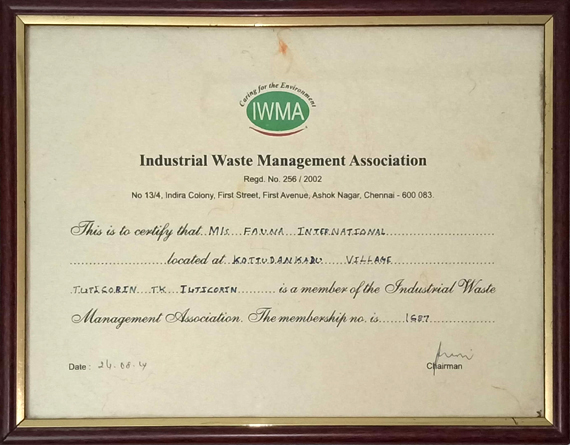 Caring for the Environment
IWMA
Industrial Waste Management Association
Regd. No. 256 / 2002
No 13/4, Indira Colony, First Street, First Avenue, Ashok Nagar, Chennai - 600 083.
This is to certify that M/s. FAUNA INTERNATIONAL
located at KOTTUDANKADU VILLAGE
TUTICORIN TK TUTICORIN is a member of the Industrial Waste
Management Association. The membership no. is 1587
Date : 26.08.14
Chairman